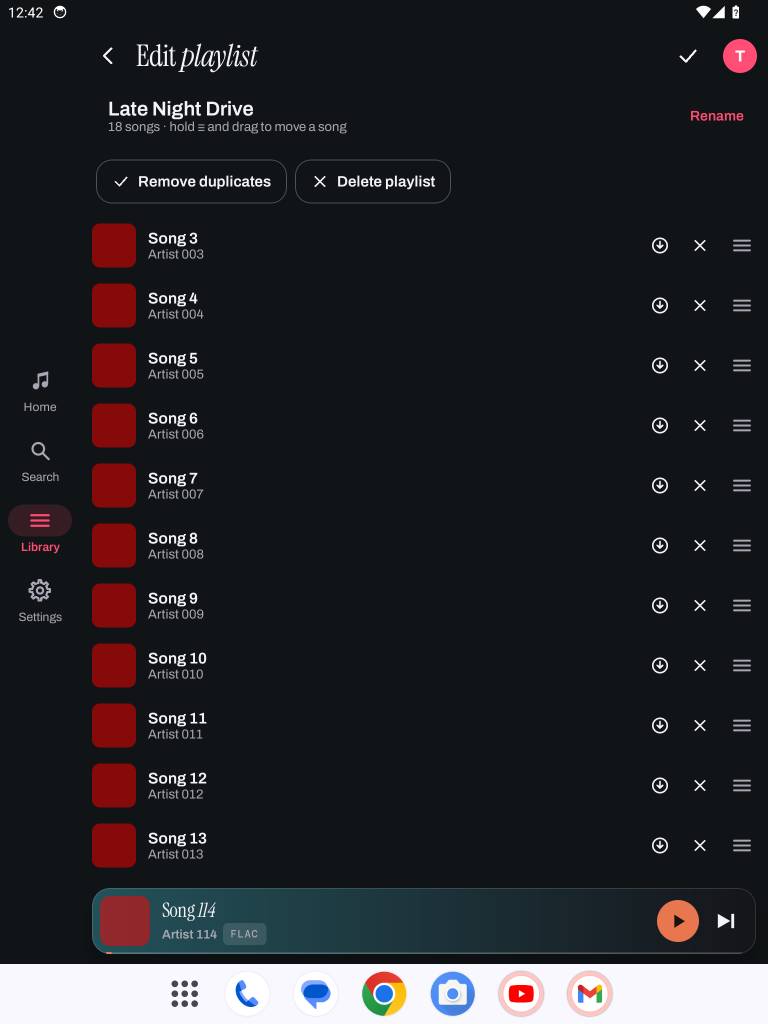 12:42
Edit playlist
T
Late Night Drive
18 songs · hold ≡ and drag to move a song
Rename
Remove duplicates
Delete playlist
Song 3
Artist 003
Song 4
Artist 004
Song 5
Artist 005
Song 6
Artist 006
Song 7
Artist 007
Song 8
Artist 008
Song 9
Artist 009
Song 10
Artist 010
Song 11
Artist 011
Song 12
Artist 012
Song 13
Artist 013
Home
Search
Library
Settings
Song 114
Artist 114 FLAC